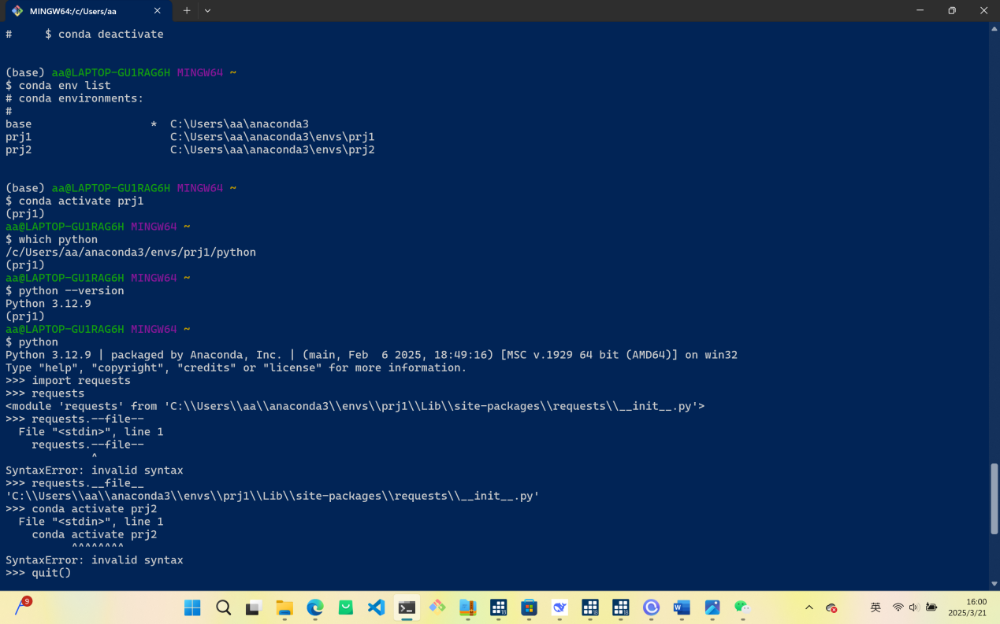 MINGW64:/c/Users/aa
#     $ conda deactivate
(base) aa@LAPTOP-GU1RAG6H MINGW64 ~
$ conda env list
# conda environments:
#
base                  *  C:\Users\aa\anaconda3
prj1                     C:\Users\aa\anaconda3\envs\prj1
prj2                     C:\Users\aa\anaconda3\envs\prj2
(base) aa@LAPTOP-GU1RAG6H MINGW64 ~
$ conda activate prj1
(prj1)
aa@LAPTOP-GU1RAG6H MINGW64 ~
$ which python
/c/Users/aa/anaconda3/envs/prj1/python
(prj1)
aa@LAPTOP-GU1RAG6H MINGW64 ~
$ python --version
Python 3.12.9
(prj1)
aa@LAPTOP-GU1RAG6H MINGW64 ~
$ python
Python 3.12.9 | packaged by Anaconda, Inc. | (main, Feb  6 2025, 18:49:16) [MSC v.1929 64 bit (AMD64)] on win32
Type "help", "copyright", "credits" or "license" for more information.
>>> import requests
>>> requests
<module 'requests' from 'C:\\Users\\aa\\anaconda3\\envs\\prj1\\Lib\\site-packages\\requests\\__init__.py'>
>>> requests.--file--
  File "<stdin>", line 1
    requests.--file--
             ^
SyntaxError: invalid syntax
>>> requests.__file__
'C:\\Users\\aa\\anaconda3\\envs\\prj1\\Lib\\site-packages\\requests\\__init__.py'
>>> conda activate prj2
  File "<stdin>", line 1
    conda activate prj2
          ^^^^^^^^
SyntaxError: invalid syntax
>>> quit()
9
英
16:00
2025/3/21